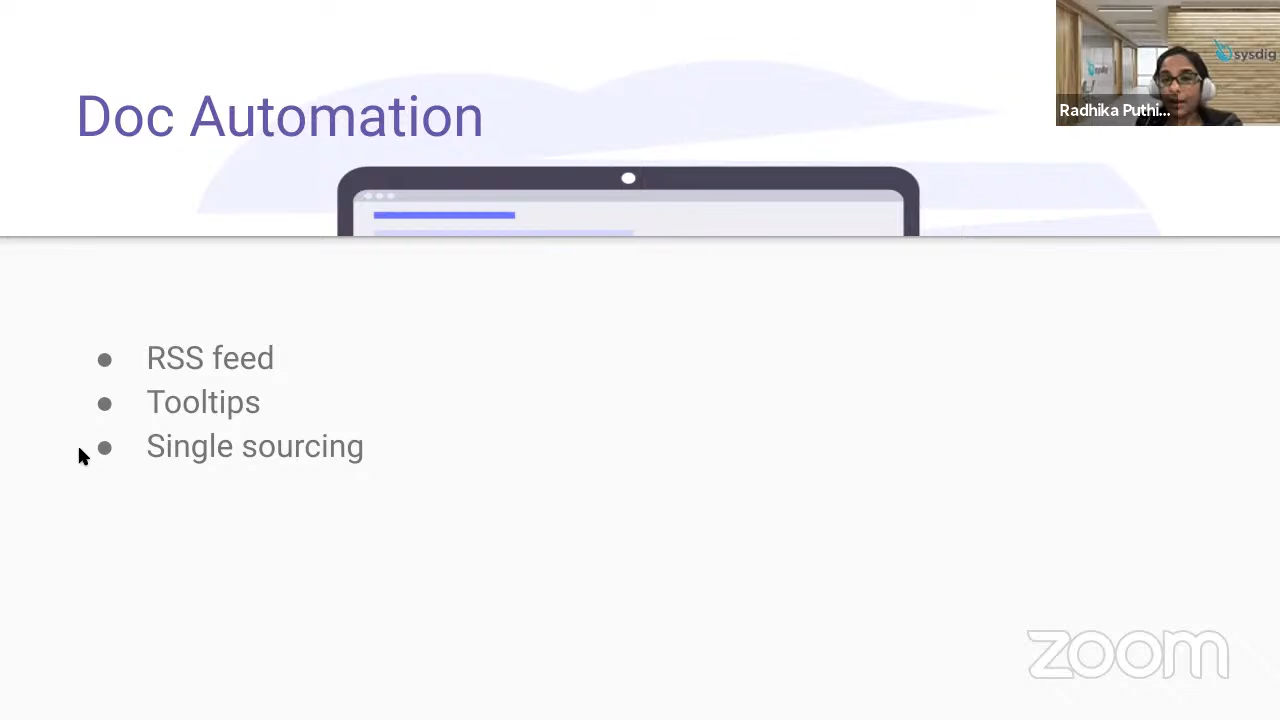 Doc Automation
sysdig
Radhika Puthi...
● RSS feed
● Tooltips
● Single sourcing
zoom